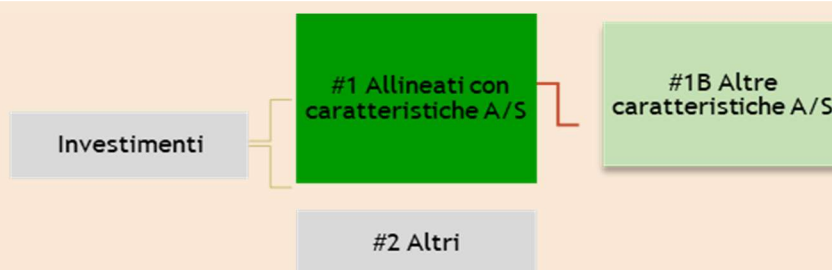 Investimenti
#1 Allineati con
caratteristiche A/S
#1B Altre
caratteristiche A/S
#2 Altri